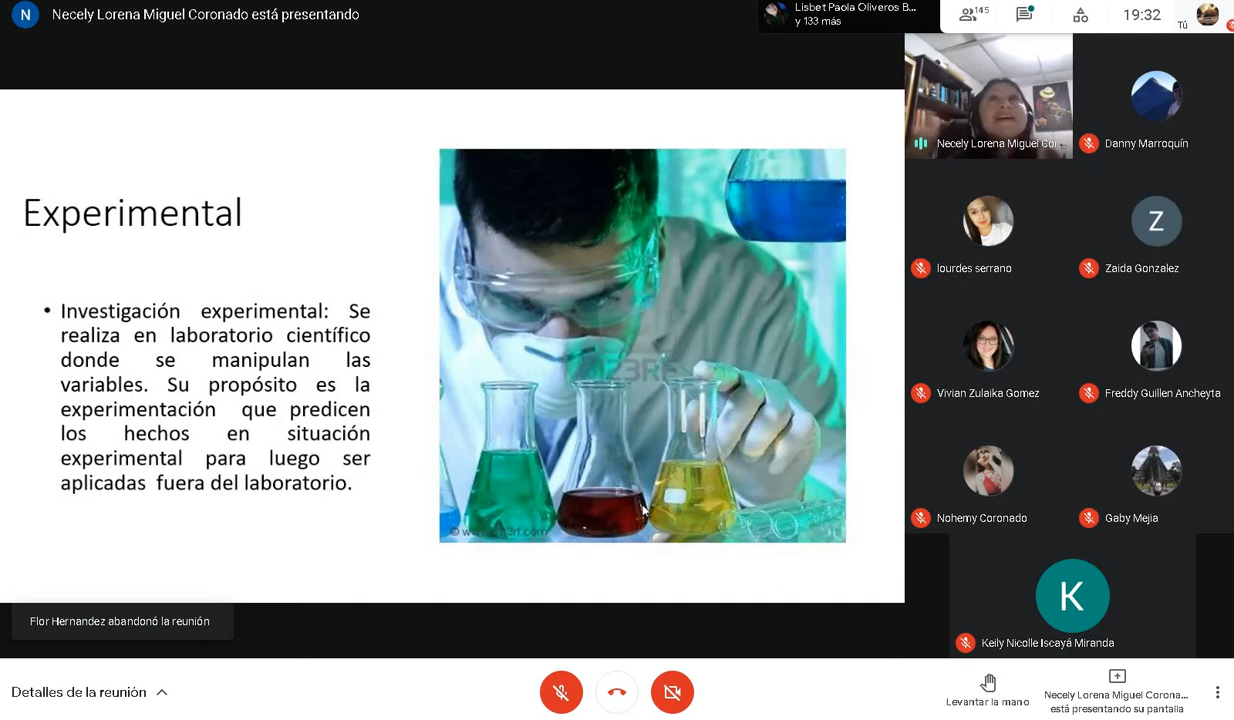 N
Necely Lorena Miguel Coronado está presentando
Lisbet Paola Oliveros B...
y 133 más
145
19:32
Tú
Experimental
• Investigación experimental: Se
realiza en laboratorio científico
donde se manipulan las
variables. Su propósito es la
experimentación que predicen
los hechos en situación
experimental para luego ser
aplicadas fuera del laboratorio.
Necely Lorena Miguel Cor...
Danny Marroquín
lourdes serrano
Z
Zaida Gonzalez
Vivian Zulaika Gomez
Freddy Guillen Ancheyta
Nohemy Coronado
Gaby Mejia
K
Keily Nicolle Iscayá Miranda
Flor Hernandez abandonó la reunión
Detalles de la reunión
Levantar la mano
Necely Lorena Miguel Corona...
está presentando su pantalla